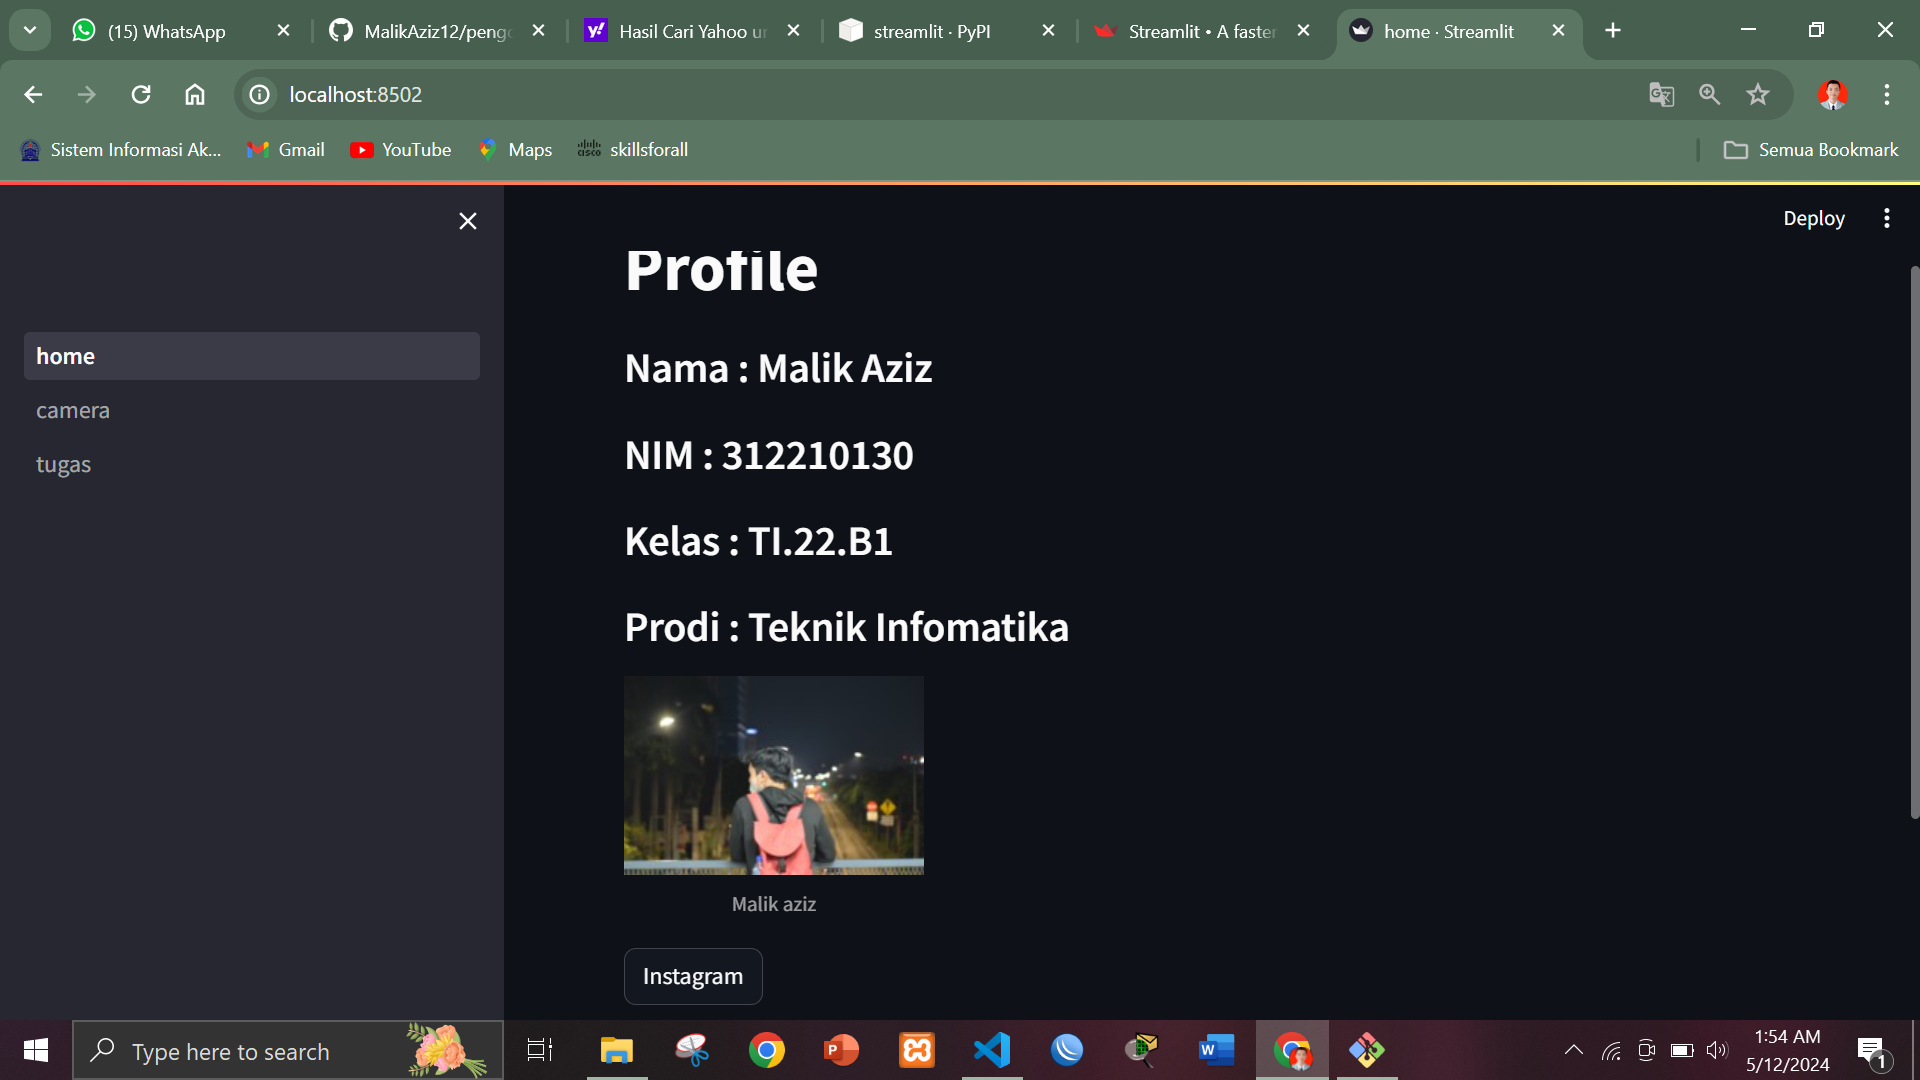 (15) WhatsApp
MalikAziz12/peng
Hasil Cari Yahoo u
streamlit · PyPI
Streamlit • A faster
home · Streamlit
localhost:8502
Sistem Informasi Ak...
Gmail
YouTube
Maps
skillsforall
Semua Bookmark
Deploy
home
camera
tugas
Profile
Nama : Malik Aziz
NIM : 312210130
Kelas : TI.22.B1
Prodi : Teknik Infomatika
Malik aziz
Instagram
Type here to search
1:54 AM
5/12/2024
1